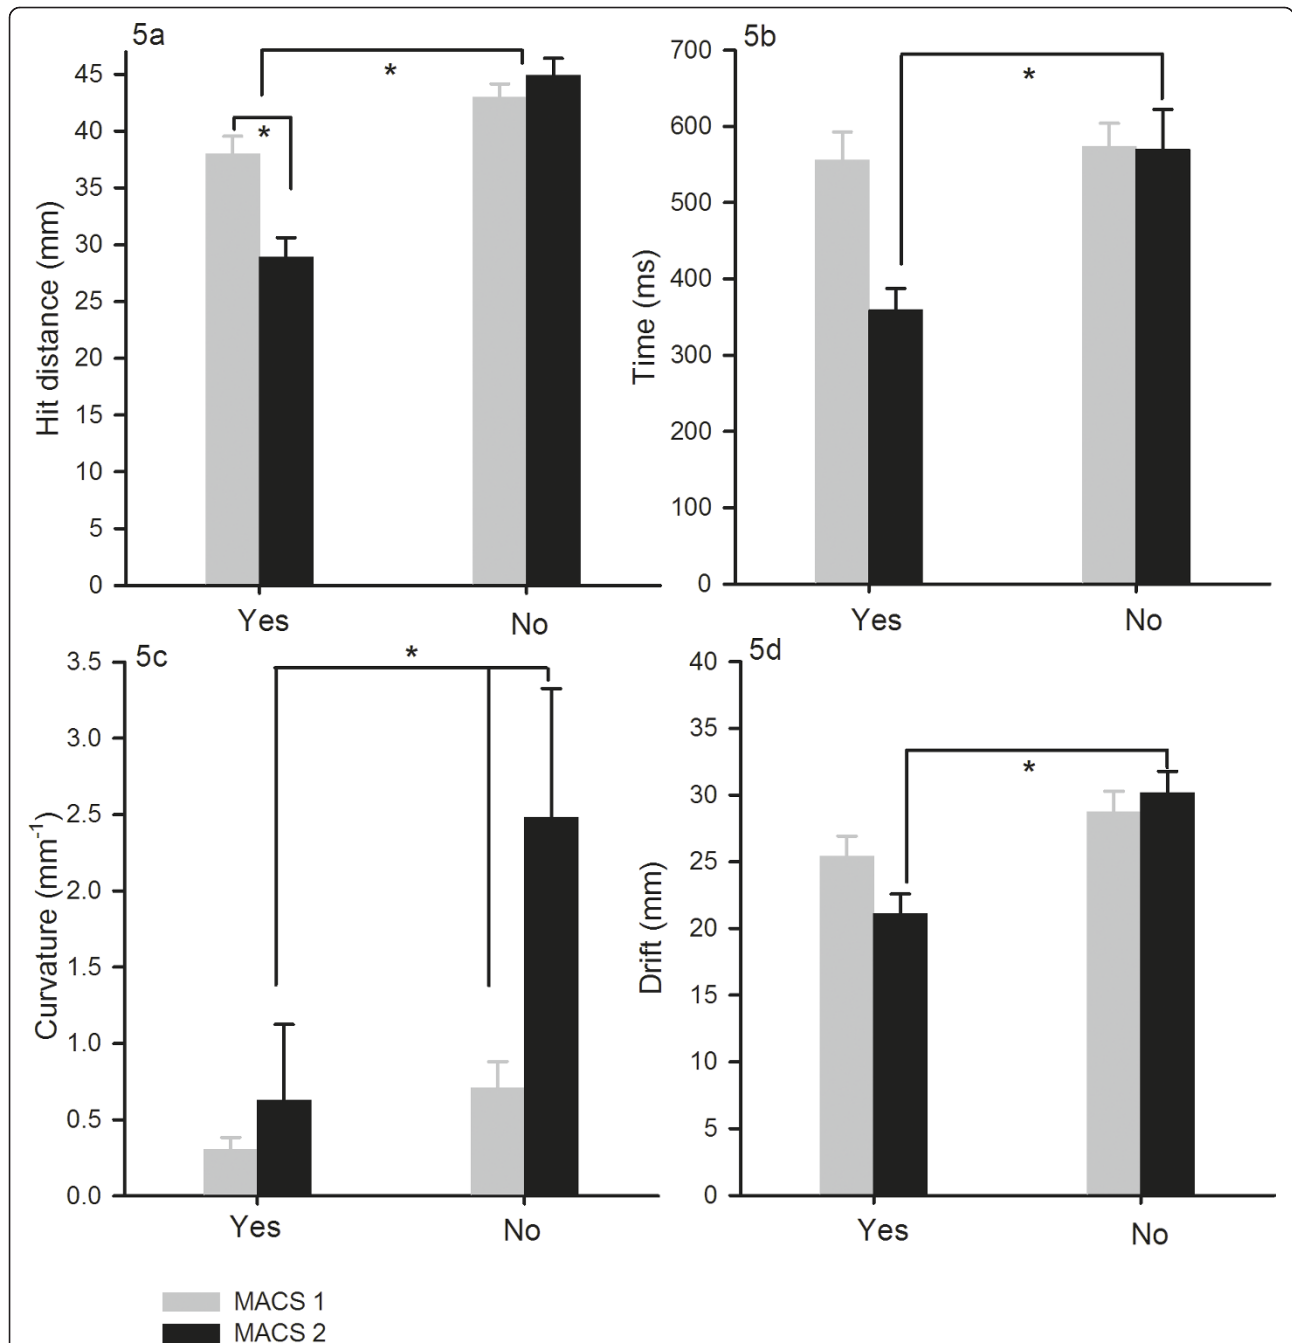 5a
45
40
35
30
25
20
15
10
5
0
Hit distance (mm)
*
*
Yes
No
5b
700
600
500
400
300
200
100
0
Time (ms)
*
Yes
No
5c
3.5
3.0
2.5
2.0
1.5
1.0
0.5
0.0
Curvature (mm⁻¹)
*
Yes
No
5d
40
35
30
25
20
15
10
5
0
Drift (mm)
*
Yes
No
MACS 1
MACS 2